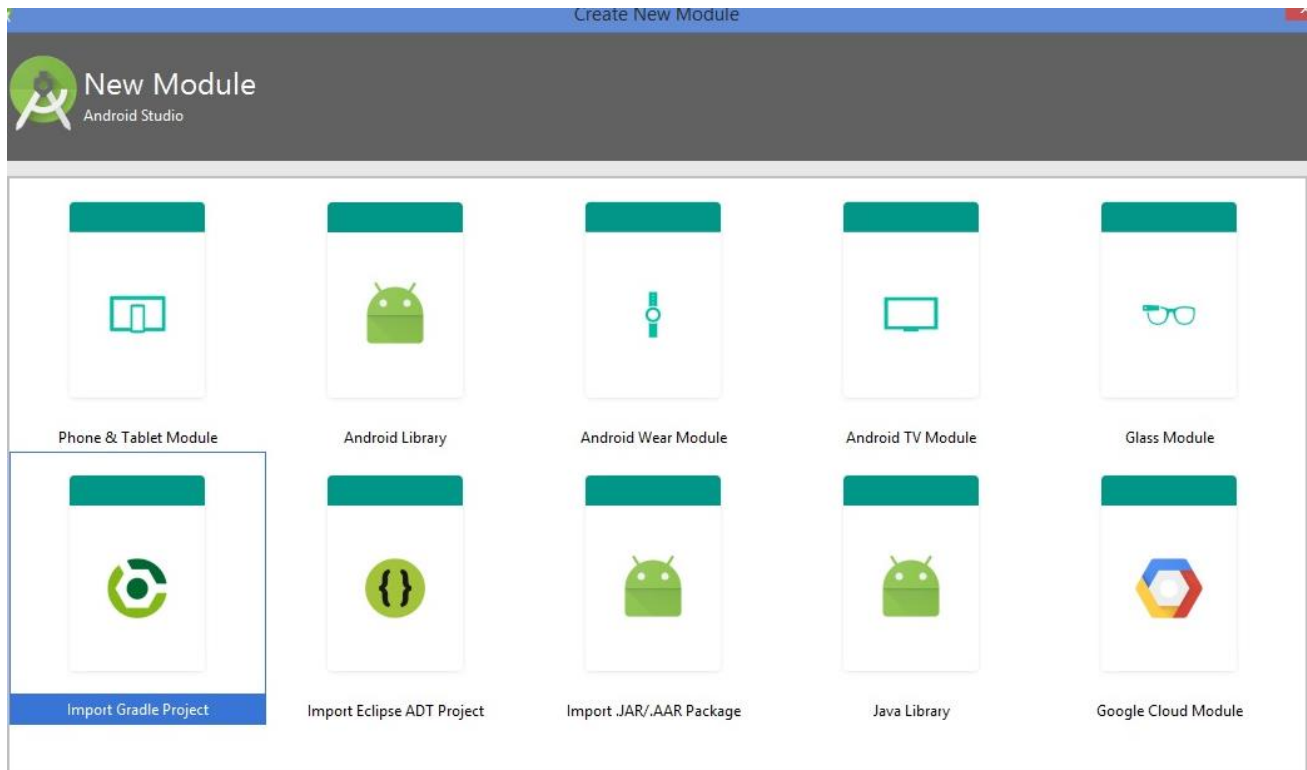 Create New Module
New Module
Android Studio
Phone & Tablet Module
Android Library
Android Wear Module
Android TV Module
Glass Module
Import Gradle Project
Import Eclipse ADT Project
Import .JAR/.AAR Package
Java Library
Google Cloud Module